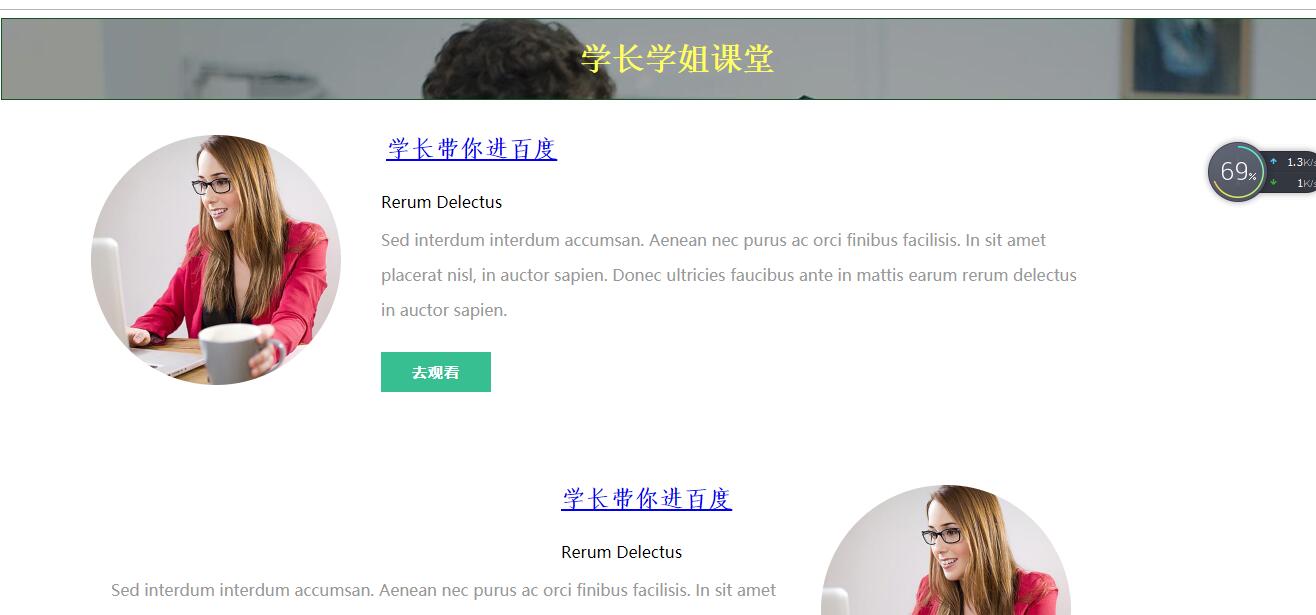 学长学姐课堂
学长带你进百度
Rerum Delectus
Sed interdum interdum accumsan. Aenean nec purus ac orci finibus facilisis. In sit amet
placerat nisl, in auctor sapien. Donec ultricies faucibus ante in mattis earum rerum delectus
in auctor sapien.
去观看
69%
1.3K/s
1K/s
学长带你进百度
Rerum Delectus
Sed interdum interdum accumsan. Aenean nec purus ac orci finibus facilisis. In sit amet